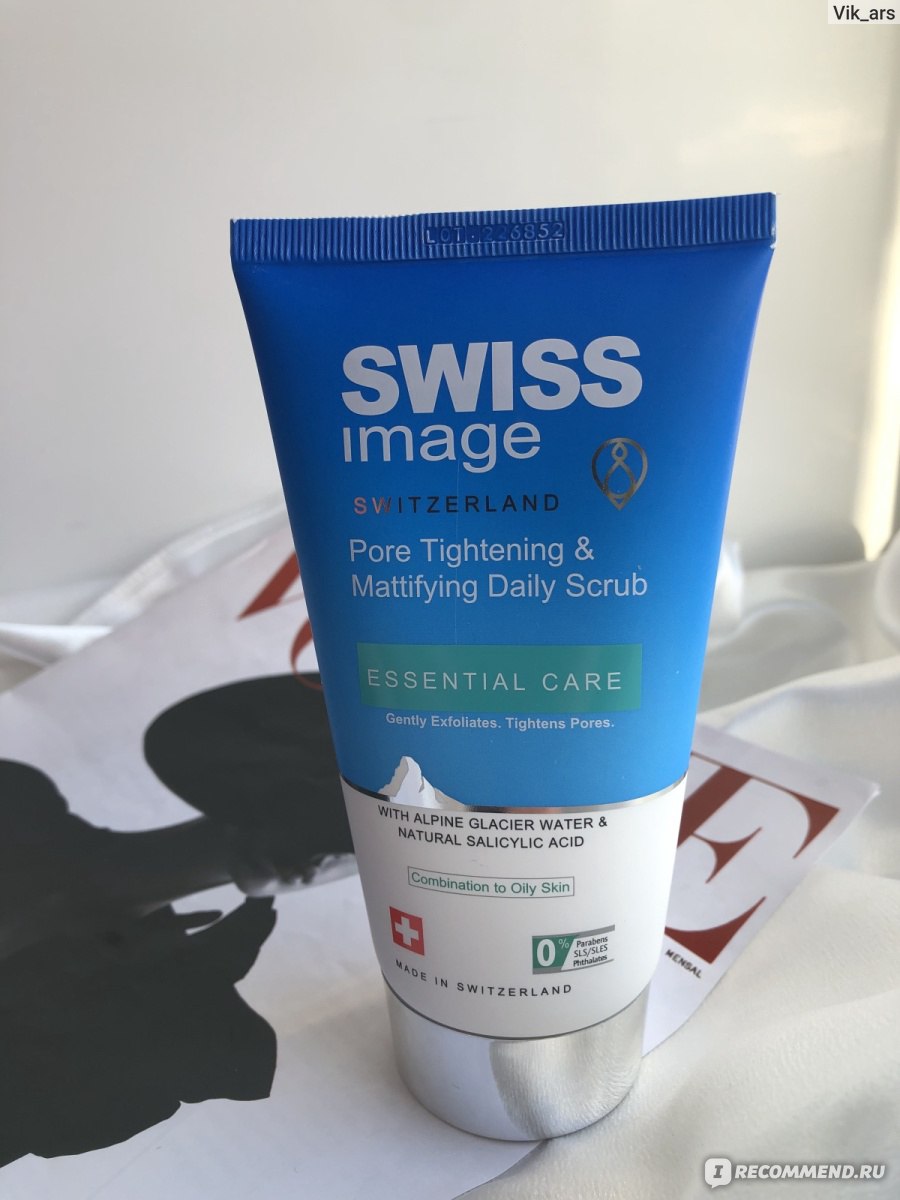 Vik_ars
LOT.226852
SWISS
image
SWITZERLAND
Pore Tightening &
Mattifying Daily Scrub
ESSENTIAL CARE
Gently Exfoliates. Tightens Pores.
WITH ALPINE GLACIER WATER &
NATURAL SALICYLIC ACID
Combination to Oily Skin
0% Parabens
SLS/SLES
Phthalates
MADE IN SWITZERLAND
E
MENSAL
IRECOMMEND.RU